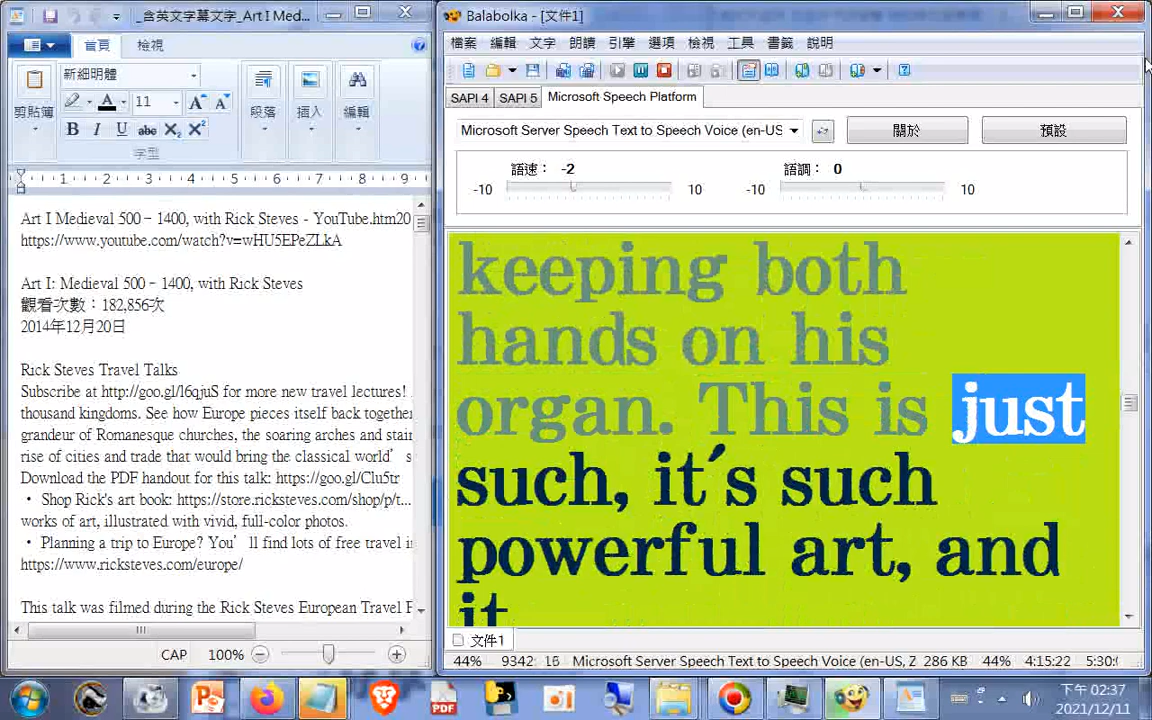 _含英文字幕文字_Art I Med...
首頁 檢視
剪貼簿
新細明體
11
字型
段落
插入
編輯
1 2 3 4 5 6 7 8 9
Art I Medieval 500–1400, with Rick Steves - YouTube.htm20
https://www.youtube.com/watch?v=wHU5EPeZLkA
Art I: Medieval 500–1400, with Rick Steves
觀看次數：182,856次
2014年12月20日
Rick Steves Travel Talks
Subscribe at http://goo.gl/l6qjuS for more new travel lectures!
thousand kingdoms. See how Europe pieces itself back together
grandeur of Romanesque churches, the soaring arches and stain
rise of cities and trade that would bring the classical world's
Download the PDF handout for this talk: https://goo.gl/Clu5tr
• Shop Rick's art book: https://store.ricksteves.com/shop/p/t...
works of art, illustrated with vivid, full-color photos.
• Planning a trip to Europe? You'll find lots of free travel i
https://www.ricksteves.com/europe/
This talk was filmed during the Rick Steves European Travel F
CAP 100%
Balabolka - [文件1]
檔案 編輯 文字 朗讀 引擎 選項 檢視 工具 書籤 說明
SAPI 4 SAPI 5 Microsoft Speech Platform
Microsoft Server Speech Text to Speech Voice (en-US
關於
預設
語速： -2
-10 10
語調： 0
-10 10
keeping both
hands on his
organ. This is just
such, it's such
powerful art, and
it
文件1
44% 9342: 16 Microsoft Server Speech Text to Speech Voice (en-US, Z 286 KB 44% 4:15:22 5:30:
下午 02:37
2021/12/11